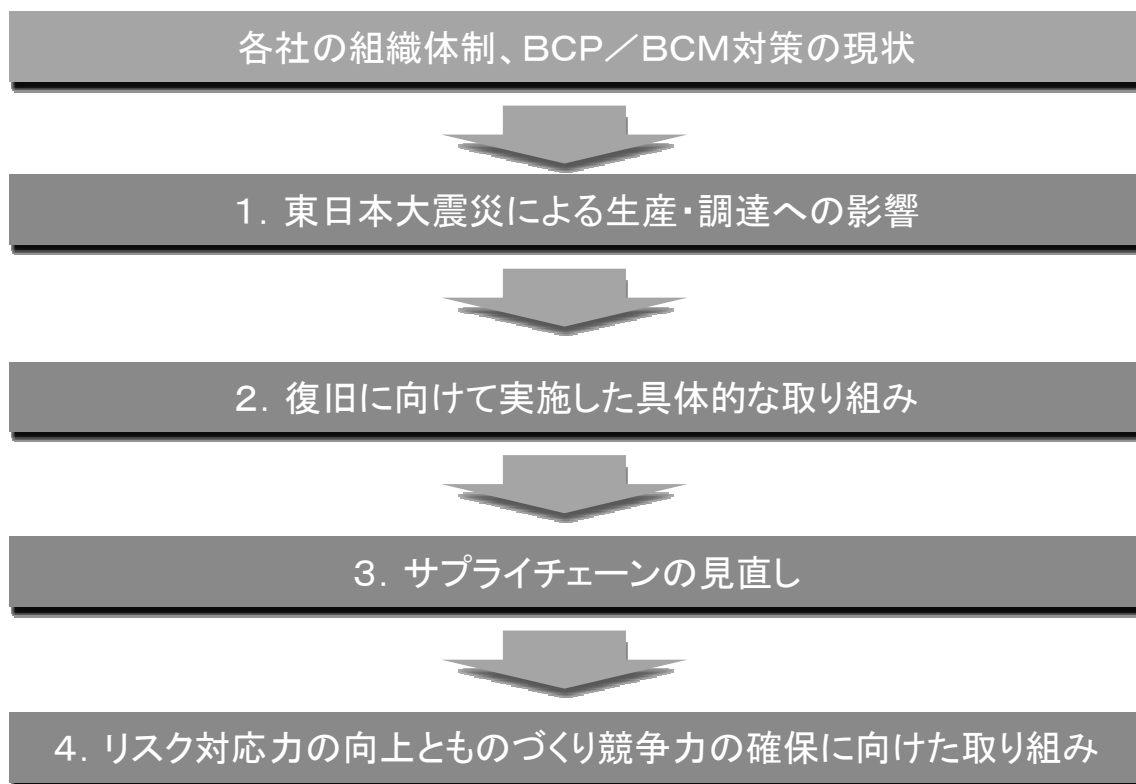 各社の組織体制、BCP／BCM対策の現状
１．東日本大震災による生産・調達への影響
２．復旧に向けて実施した具体的な取り組み
３．サプライチェーンの見直し
４．リスク対応力の向上とものづくり競争力の確保に向けた取り組み